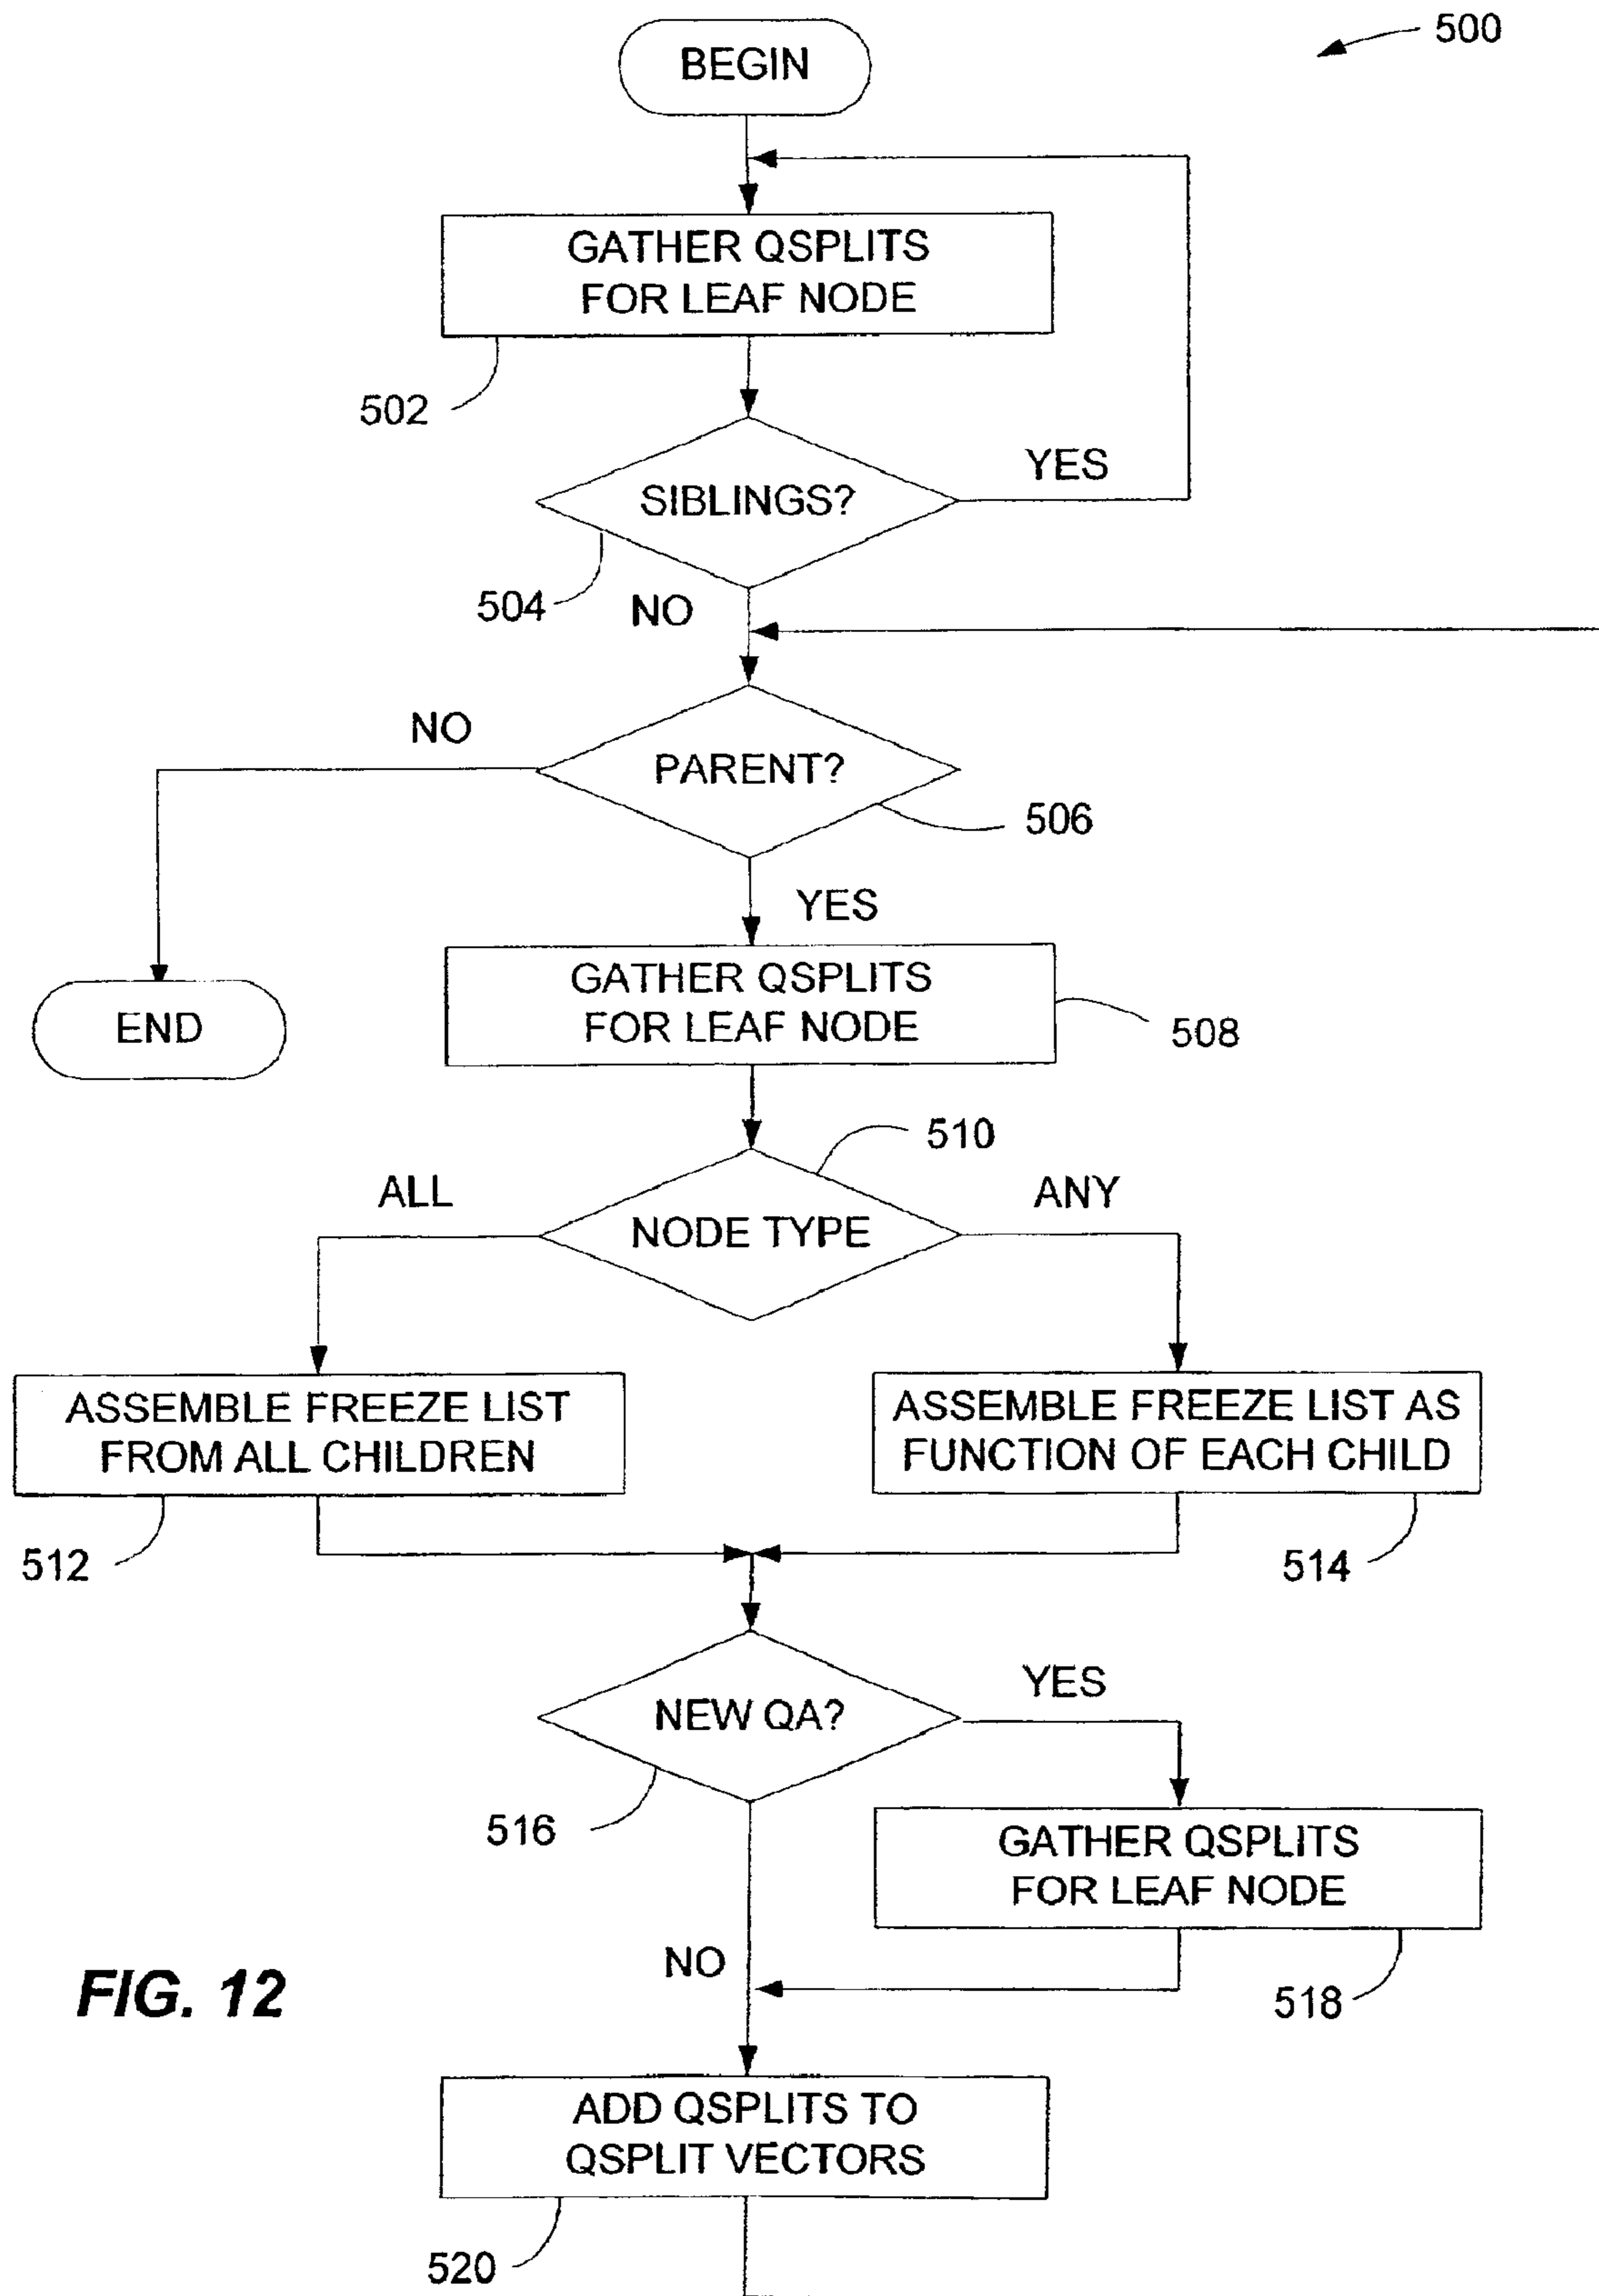 500
BEGIN
GATHER QSPLITS
FOR LEAF NODE
502
YES
SIBLINGS?
504
NO
NO
PARENT?
506
YES
GATHER QSPLITS
FOR LEAF NODE
508
END
510
ALL
ANY
NODE TYPE
ASSEMBLE FREEZE LIST
FROM ALL CHILDREN
ASSEMBLE FREEZE LIST AS
FUNCTION OF EACH CHILD
512
514
YES
NEW QA?
516
GATHER QSPLITS
FOR LEAF NODE
NO
518
FIG. 12
ADD QSPLITS TO
QSPLIT VECTORS
520